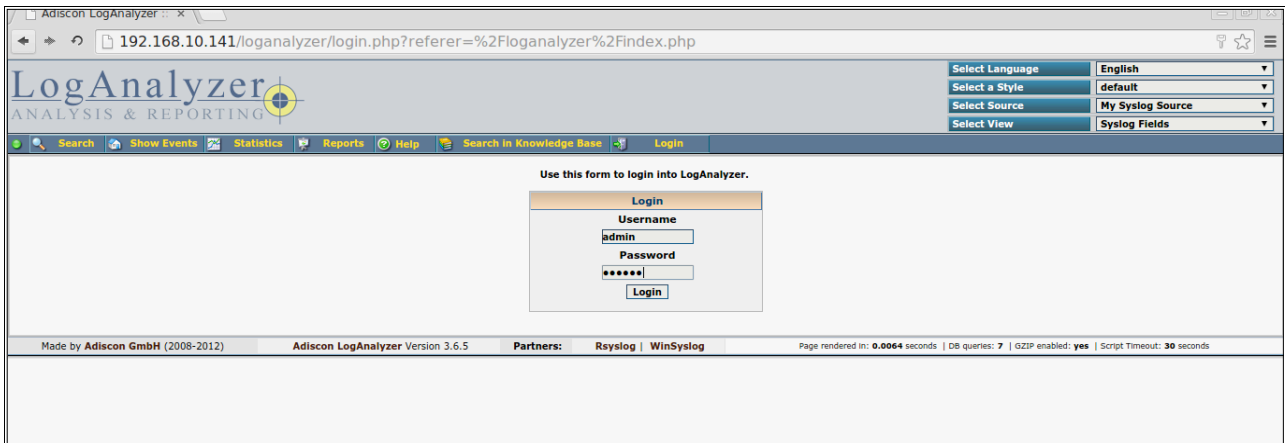 Adiscon LogAnalyzer ::
192.168.10.141/loganalyzer/login.php?referer=%2Floganalyzer%2Findex.php
LogAnalyzer
ANALYSIS & REPORTING
Select Language English
Select a Style default
Select Source My Syslog Source
Select View Syslog Fields
Search Show Events Statistics Reports Help Search in Knowledge Base Login
Use this form to login into LogAnalyzer.
Login
Username
admin
Password
••••••
Login
Made by Adiscon GmbH (2008-2012) Adiscon LogAnalyzer Version 3.6.5 Partners: Rsyslog | WinSyslog Page rendered in: 0.0064 seconds | DB queries: 7 | GZIP enabled: yes | Script Timeout: 30 seconds